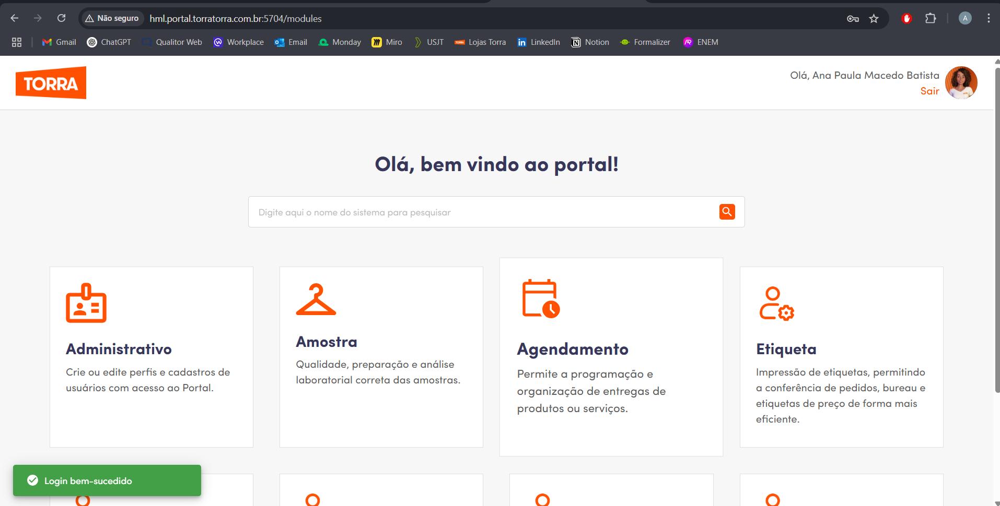 Não seguro
hml.portal.torratorra.com.br:5704/modules
A
Gmail
ChatGPT
Qualitor Web
Workplace
Email
Monday
Miro
USJT
Lojas Torra
LinkedIn
Notion
Formalizer
ENEM
TORRA
Olá, Ana Paula Macedo Batista
Sair
Olá, bem vindo ao portal!
Digite aqui o nome do sistema para pesquisar
Administrativo
Crie ou edite perfis e cadastros de
usuários com acesso ao Portal.
Amostra
Qualidade, preparação e análise
laboratorial correta das amostras.
Agendamento
Permite a programação e
organização de entregas de
produtos ou serviços.
Etiqueta
Impressão de etiquetas, permitindo
a conferência de pedidos, bureau e
etiquetas de preço de forma mais
eficiente.
Login bem-sucedido